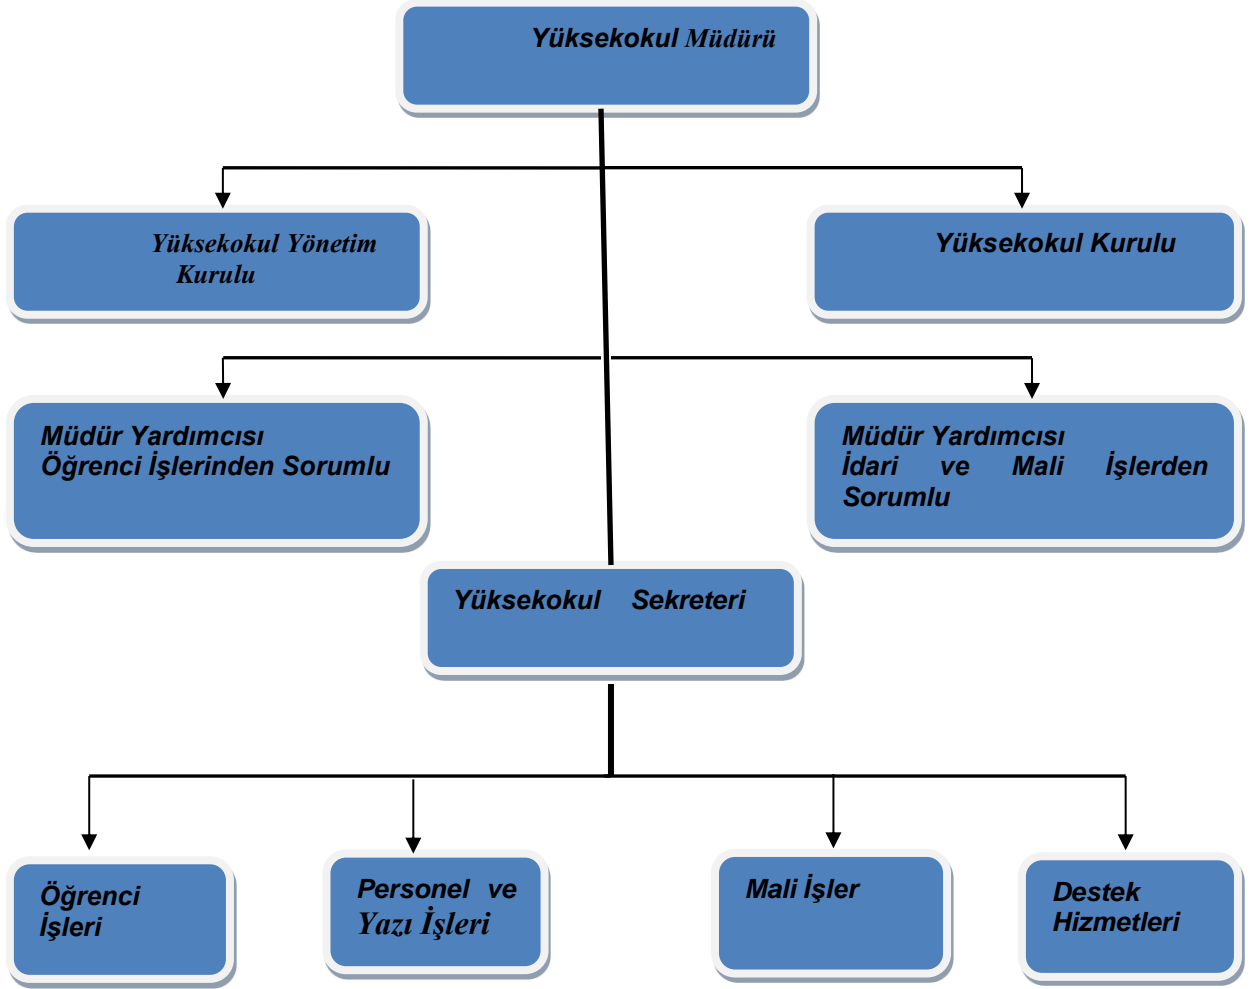 Yüksekokul Müdürü
Yüksekokul Yönetim
Kurulu
Yüksekokul Kurulu
Müdür Yardımcısı
Öğrenci İşlerinden Sorumlu
Müdür Yardımcısı
İdari ve Mali İşlerden
Sorumlu
Yüksekokul Sekreteri
Öğrenci
İşleri
Personel ve
Yazı İşleri
Mali İşler
Destek
Hizmetleri